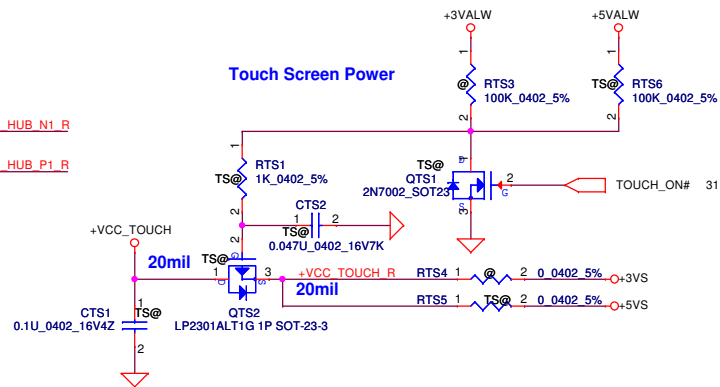 +3VALW
+5VALW
Touch Screen Power
1
1
@
RTS3
100K_0402_5%
TS@
RTS6
100K_0402_5%
2
2
_HUB_N1_R
_HUB_P1_R
1
TS@
RTS1
1K_0402_5%
2
TS@
QTS1
2N7002_SOT23
D
1
G
2
S
3
TOUCH_ON#
31
CTS2
1
2
TS@
0.047U_0402_16V7K
+VCC_TOUCH
20mil
TS@
2
G
1
D
3
S
QTS2
LP2301ALT1G 1P SOT-23-3
+VCC_TOUCH_R
20mil
RTS4
1
@
2
0_0402_5%
+3VS
RTS5
1
TS@
2
0_0402_5%
+5VS
CTS1
0.1U_0402_16V4Z
1
TS@
2